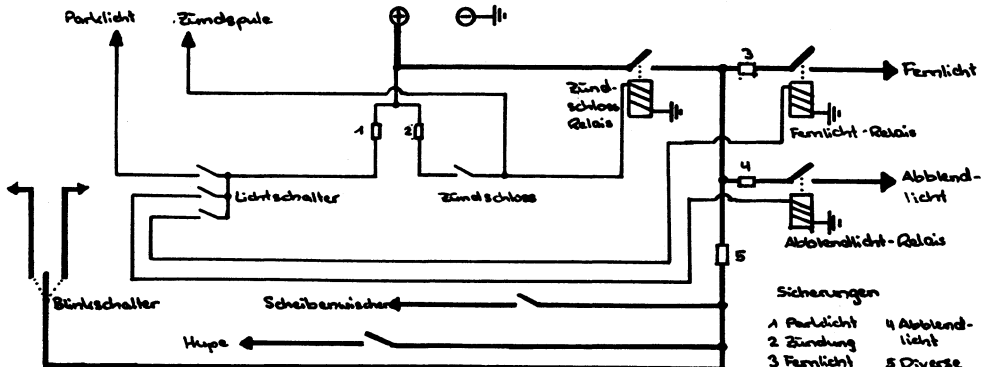 Parklicht
Zündspule
3
Fernlicht
Zünd-
schloss
Relais
1
2
Fernlicht-Relais
4
Lichtschalter
Zündschloss
Abblend-
licht
Abblendlicht-Relais
5
Blinkschalter
Scheibenwischer
Hupe
Sicherungen
1 Parklicht
2 Zündung
3 Fernlicht
4 Abblend-
licht
5 Diverse